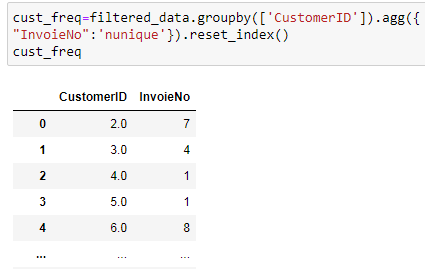 cust_freq=filtered_data.groupby(['CustomerID']).agg({
"InvoieNo":'nunique'}).reset_index()
cust_freq
CustomerID InvoieNo
0 2.0 7
1 3.0 4
2 4.0 1
3 5.0 1
4 6.0 8
... ... ...